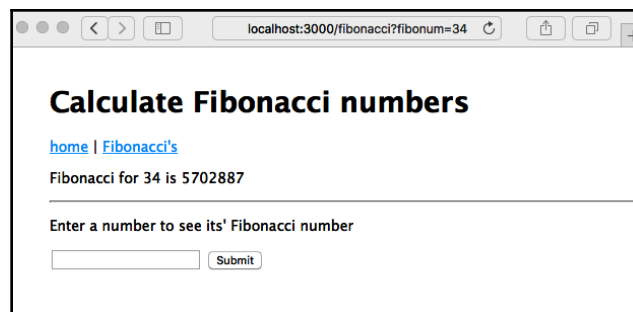 localhost:3000/fibonacci?fibonum=34
Calculate Fibonacci numbers
home | Fibonacci's
Fibonacci for 34 is 5702887
Enter a number to see its' Fibonacci number
Submit